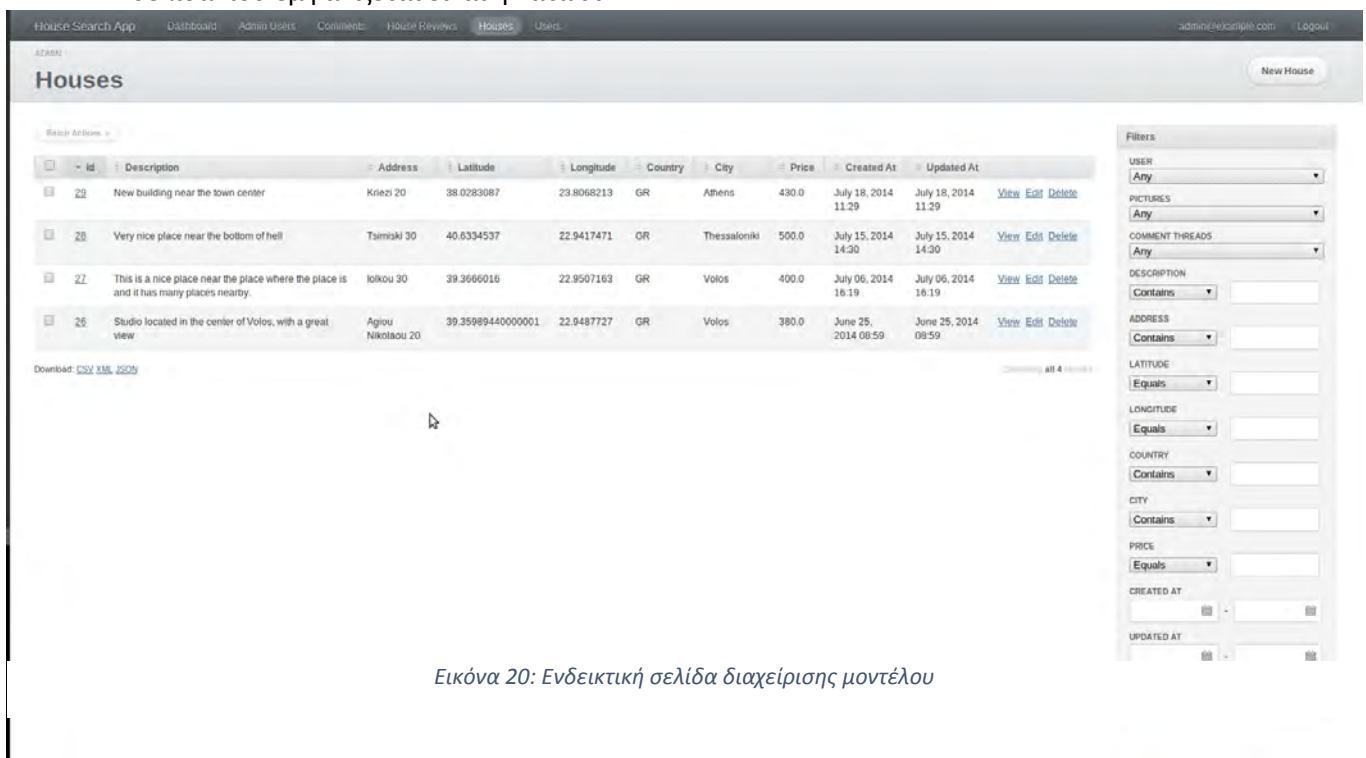 House Search App Dashboard Admin Users Comments House Reviews Houses Users admin@example.com Logout
ADMIN
Houses
New House
Batch Actions
Id Description Address Latitude Longitude Country City Price Created At Updated At
29 New building near the town center Kriezi 20 38.0283087 23.8068213 GR Athens 430.0 July 18, 2014 11:29 July 18, 2014 11:29 View Edit Delete
28 Very nice place near the bottom of hell Tsimiski 30 40.6334537 22.9417471 GR Thessaloniki 500.0 July 15, 2014 14:30 July 15, 2014 14:30 View Edit Delete
27 This is a nice place near the place where the place is and it has many places nearby. Iolkou 30 39.3666016 22.9507163 GR Volos 400.0 July 06, 2014 16:19 July 06, 2014 16:19 View Edit Delete
26 Studio located in the center of Volos, with a great view Agiou Nikolaou 20 39.35989440000001 22.9487727 GR Volos 380.0 June 25, 2014 08:59 June 25, 2014 08:59 View Edit Delete
Download: CSV XML JSON
all 4
Filters
USER
Any
PICTURES
Any
COMMENT THREADS
Any
DESCRIPTION
Contains
ADDRESS
Contains
LATITUDE
Equals
LONGITUDE
Equals
COUNTRY
Contains
CITY
Contains
PRICE
Equals
CREATED AT
-
UPDATED AT
-
Εικόνα 20: Ενδεικτική σελίδα διαχείρισης μοντέλου